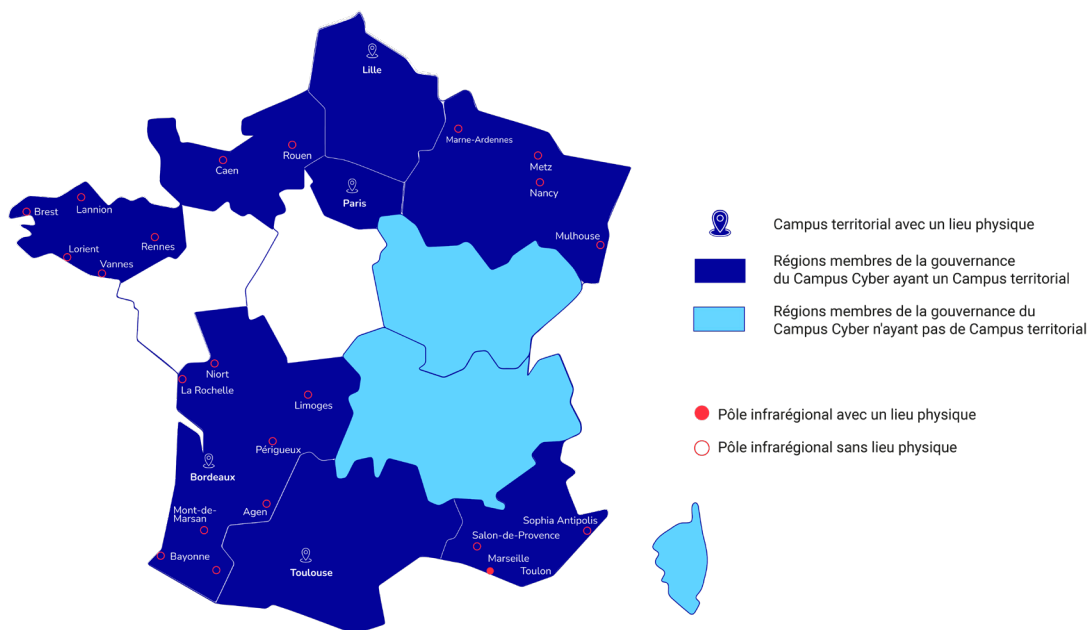 Lille
Marne-Ardennes
Rouen
Caen
Metz
Nancy
Paris
Lannion
Brest
Mulhouse
Rennes
Lorient
Vannes
Niort
La Rochelle
Limoges
Périgueux
Bordeaux
Agen
Mont-de-
Marsan
Bayonne
Toulouse
Sophia Antipolis
Salon-de-Provence
Marseille
Toulon
Campus territorial avec un lieu physique
Régions membres de la gouvernance
du Campus Cyber ayant un Campus territorial
Régions membres de la gouvernance du
Campus Cyber n'ayant pas de Campus territorial
Pôle infrarégional avec un lieu physique
Pôle infrarégional sans lieu physique